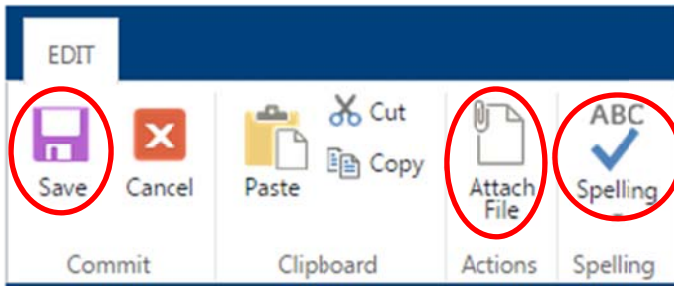 EDIT
Save
Cancel
Paste
Cut
Copy
Attach
File
ABC
Spelling
Commit
Clipboard
Actions
Spelling